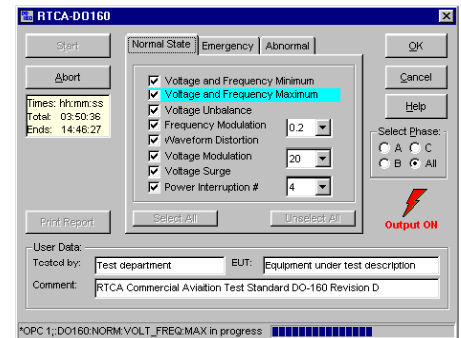 RTCA-DO160
Start
Abort
Times: hh:mm:ss
Total: 03:50:36
Ends: 14:46:27
Print Report
Normal State Emergency Abnormal
Voltage and Frequency Minimum
Voltage and Frequency Maximum
Voltage Unbalance
Frequency Modulation 0.2
Waveform Distortion
Voltage Modulation 20
Voltage Surge
Power Interruption # 4
Select All Unselect All
OK
Cancel
Help
Select Phase:
A C
B All
Output ON
User Data:
Tested by: Test department EUT: Equipment under test description
Comment: RTCA Commercial Aviaition Test Standard DO-160 Revision D
*OPC 1;:DO160:NORM:VOLT_FREQ:MAX in progress